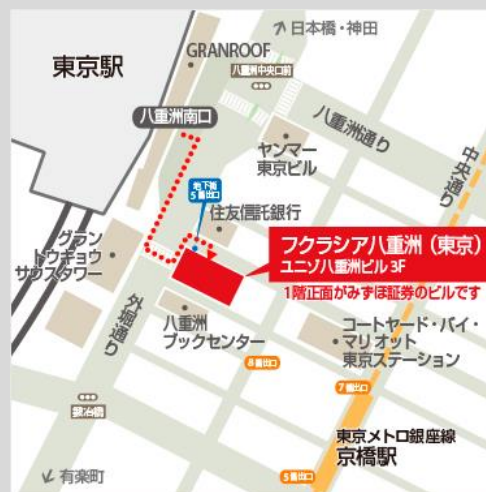 日本橋・神田
GRANROOF
東京駅
八重洲中央口前
八重洲南口
八重洲通り
ヤンマー
東京ビル
中央通り
地下街
5番出口
住友信託銀行
グラン
トウキョウ
サウスタワー
フクラシア八重洲（東京）
ユニゾ八重洲ビル 3F
1階正面がみずほ証券のビルです
外堀通り
八重洲
ブックセンター
コートヤード・バイ・
マリオット
東京ステーション
8番出口
7番出口
鍛冶橋
東京メトロ銀座線
京橋駅
有楽町
5番出口